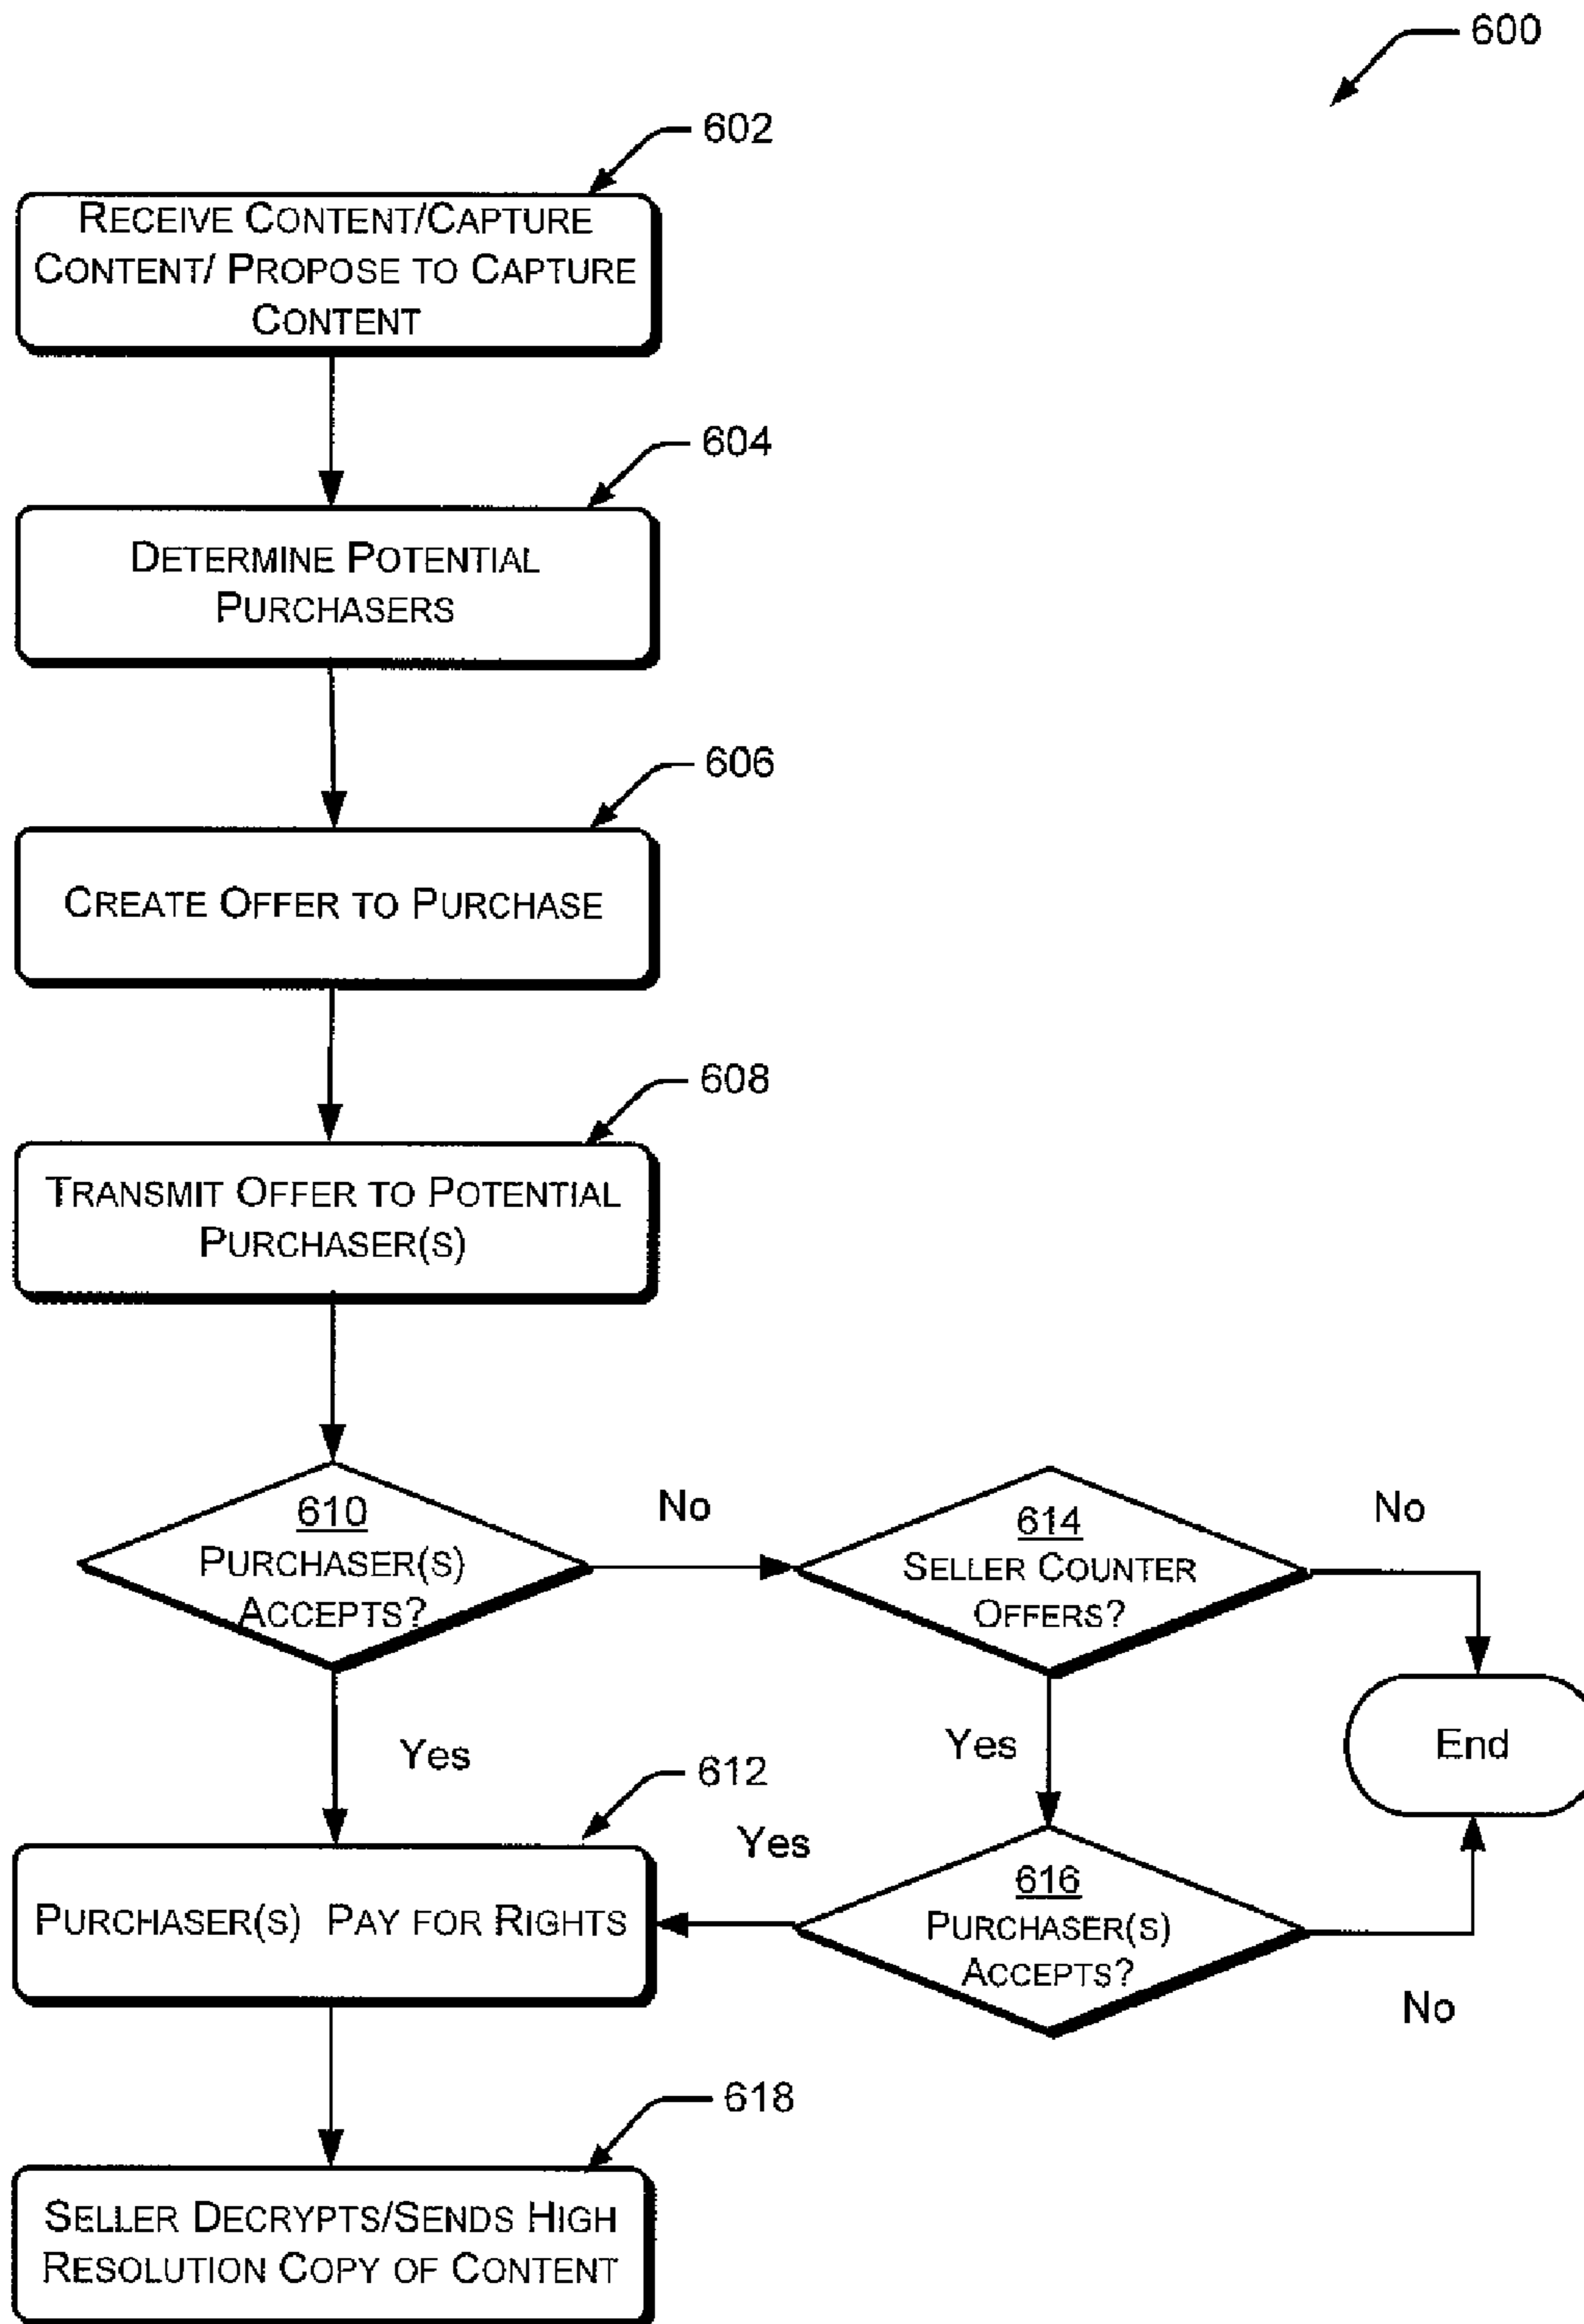 600
602
RECEIVE CONTENT/CAPTURE
CONTENT/ PROPOSE TO CAPTURE
CONTENT
604
DETERMINE POTENTIAL
PURCHASERS
606
CREATE OFFER TO PURCHASE
608
TRANSMIT OFFER TO POTENTIAL
PURCHASER(S)
610
PURCHASER(S)
ACCEPTS?
No
614
SELLER COUNTER
OFFERS?
No
Yes
Yes
End
612
PURCHASER(S) PAY FOR RIGHTS
Yes
616
PURCHASER(S)
ACCEPTS?
No
618
SELLER DECRYPTS/SENDS HIGH
RESOLUTION COPY OF CONTENT